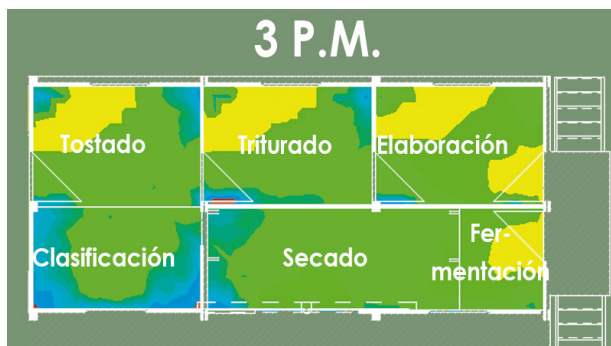 3 P.M.
Tostado
Triturado
Elaboración
Clasificación
Secado
Fer-
mentación